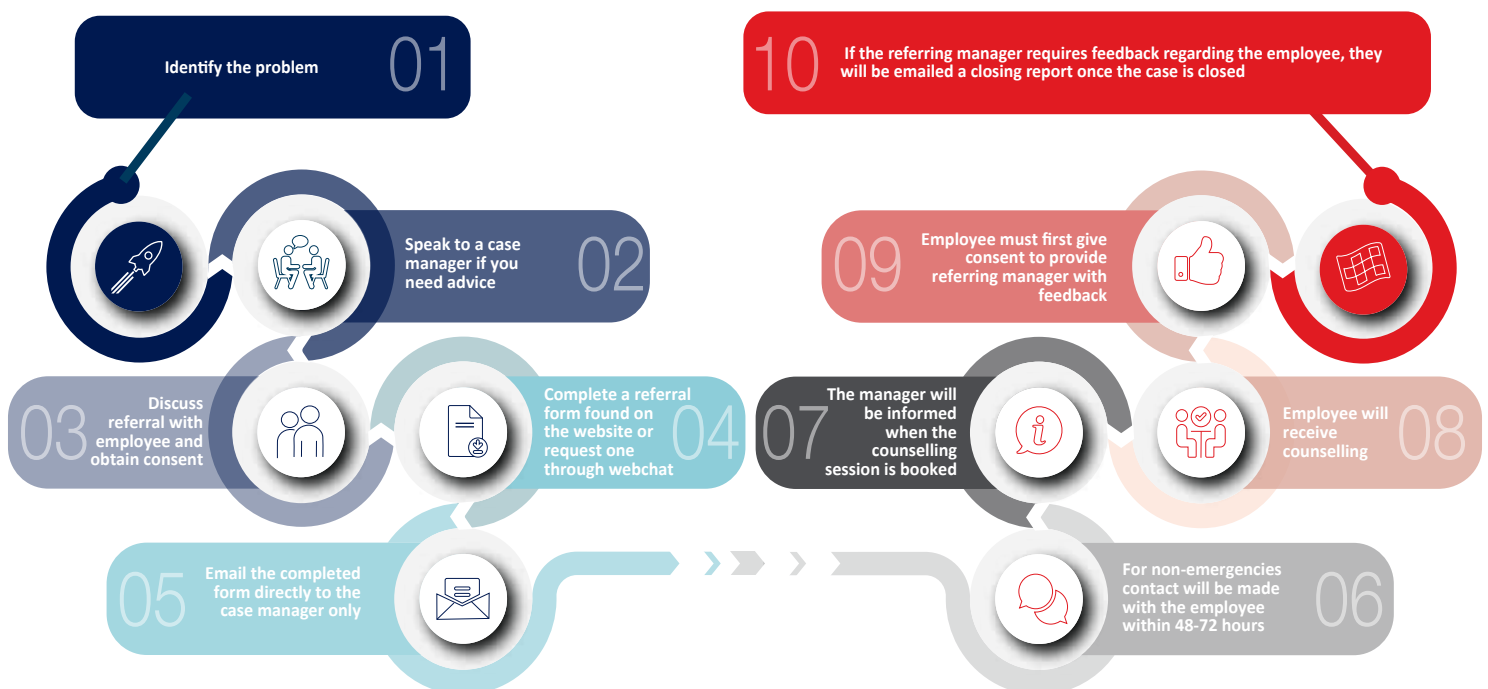 01
Identify the problem
02
Speak to a case
manager if you
need advice
03
Discuss
referral with
employee and
obtain consent
04
Complete a referral
form found on
the website or
request one
through webchat
05
Email the completed
form directly to the
case manager only
06
For non-emergencies
contact will be made
with the employee
within 48-72 hours
07
The manager will
be informed
when the
counselling
session is booked
08
Employee will
receive
counselling
09
Employee must first give
consent to provide
referring manager with
feedback
10
If the referring manager requires feedback regarding the employee, they
will be emailed a closing report once the case is closed